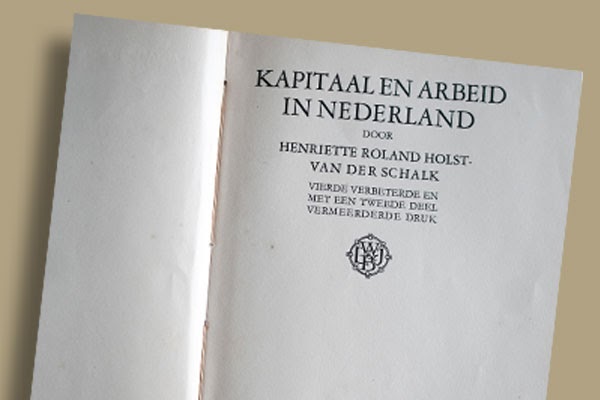 KAPITAAL EN ARBEID
IN NEDERLAND
DOOR
HENRIETTE ROLAND HOLST-
VAN DER SCHALK
VIERDE VERBETERDE EN
MET EEN TWEEDE DEEL
VERMEERDERDE DRUK